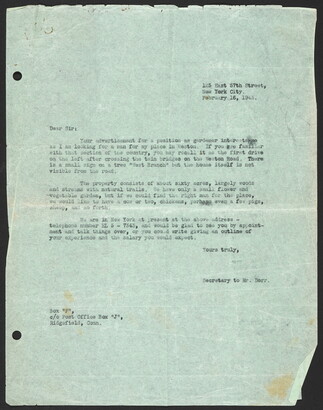 125 East 57th Street,
New York City.
February 16, 194
Dear Sir:
Your advertisement for a position as gardener interests me
as I am looking for a man for my place in Weston. If you are familiar
with that section of the country, you may recall it as the first drive
on the left after crossing the twin bridges on the Weston Road. There
is a small sign on a tree "West Branch" but the house itself is not
visible from the road.
The property consists of about ninty acres, largely woods
and streams with natural trails. We have only a small flower and
vegetable garden, but if we could find the right man for the place,
we would like to have a cow or two, chickens, perhaps even a few pigs,
sheep, and so forth.
We are in New York at present at the above address -
telephone number EL 5 - 7642, and would be glad to see you by appoint-
ment and talk things over, or you could write giving an outline of
your experience and the salary you would expect.
Yours truly,
Secretary to Mr.
Box
c/o Post Office Box "J",
Ridgefield, Conn.